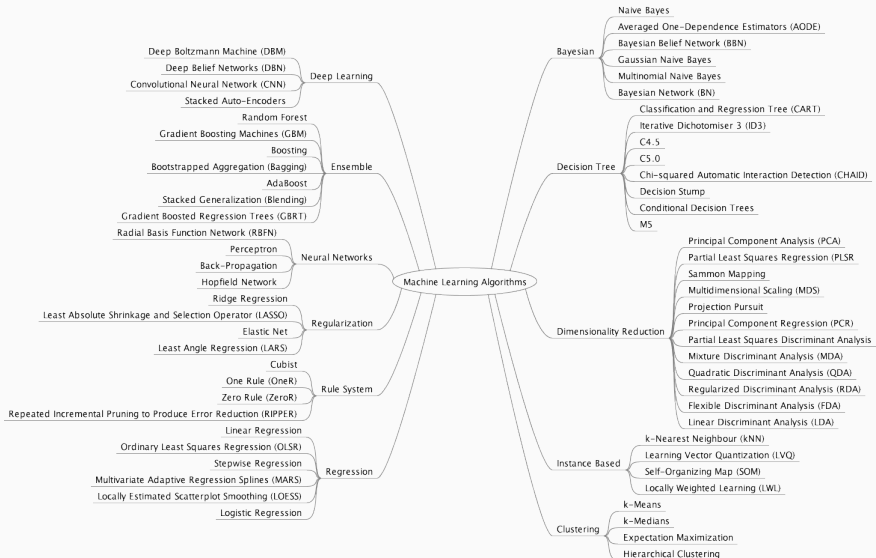 Machine Learning Algorithms
Deep Learning
Deep Boltzmann Machine (DBM)
Deep Belief Networks (DBN)
Convolutional Neural Network (CNN)
Stacked Auto-Encoders
Ensemble
Random Forest
Gradient Boosting Machines (GBM)
Boosting
Bootstrapped Aggregation (Bagging)
AdaBoost
Stacked Generalization (Blending)
Gradient Boosted Regression Trees (GBRT)
Neural Networks
Radial Basis Function Network (RBFN)
Perceptron
Back-Propagation
Hopfield Network
Regularization
Ridge Regression
Least Absolute Shrinkage and Selection Operator (LASSO)
Elastic Net
Least Angle Regression (LARS)
Rule System
Cubist
One Rule (OneR)
Zero Rule (ZeroR)
Repeated Incremental Pruning to Produce Error Reduction (RIPPER)
Regression
Linear Regression
Ordinary Least Squares Regression (OLSR)
Stepwise Regression
Multivariate Adaptive Regression Splines (MARS)
Locally Estimated Scatterplot Smoothing (LOESS)
Logistic Regression
Bayesian
Naive Bayes
Averaged One-Dependence Estimators (AODE)
Bayesian Belief Network (BBN)
Gaussian Naive Bayes
Multinomial Naive Bayes
Bayesian Network (BN)
Decision Tree
Classification and Regression Tree (CART)
Iterative Dichotomiser 3 (ID3)
C4.5
C5.0
Chi-squared Automatic Interaction Detection (CHAID)
Decision Stump
Conditional Decision Trees
M5
Dimensionality Reduction
Principal Component Analysis (PCA)
Partial Least Squares Regression (PLSR
Sammon Mapping
Multidimensional Scaling (MDS)
Projection Pursuit
Principal Component Regression (PCR)
Partial Least Squares Discriminant Analysis
Mixture Discriminant Analysis (MDA)
Quadratic Discriminant Analysis (QDA)
Regularized Discriminant Analysis (RDA)
Flexible Discriminant Analysis (FDA)
Linear Discriminant Analysis (LDA)
Instance Based
k-Nearest Neighbour (kNN)
Learning Vector Quantization (LVQ)
Self-Organizing Map (SOM)
Locally Weighted Learning (LWL)
Clustering
k-Means
k-Medians
Expectation Maximization
Hierarchical Clustering